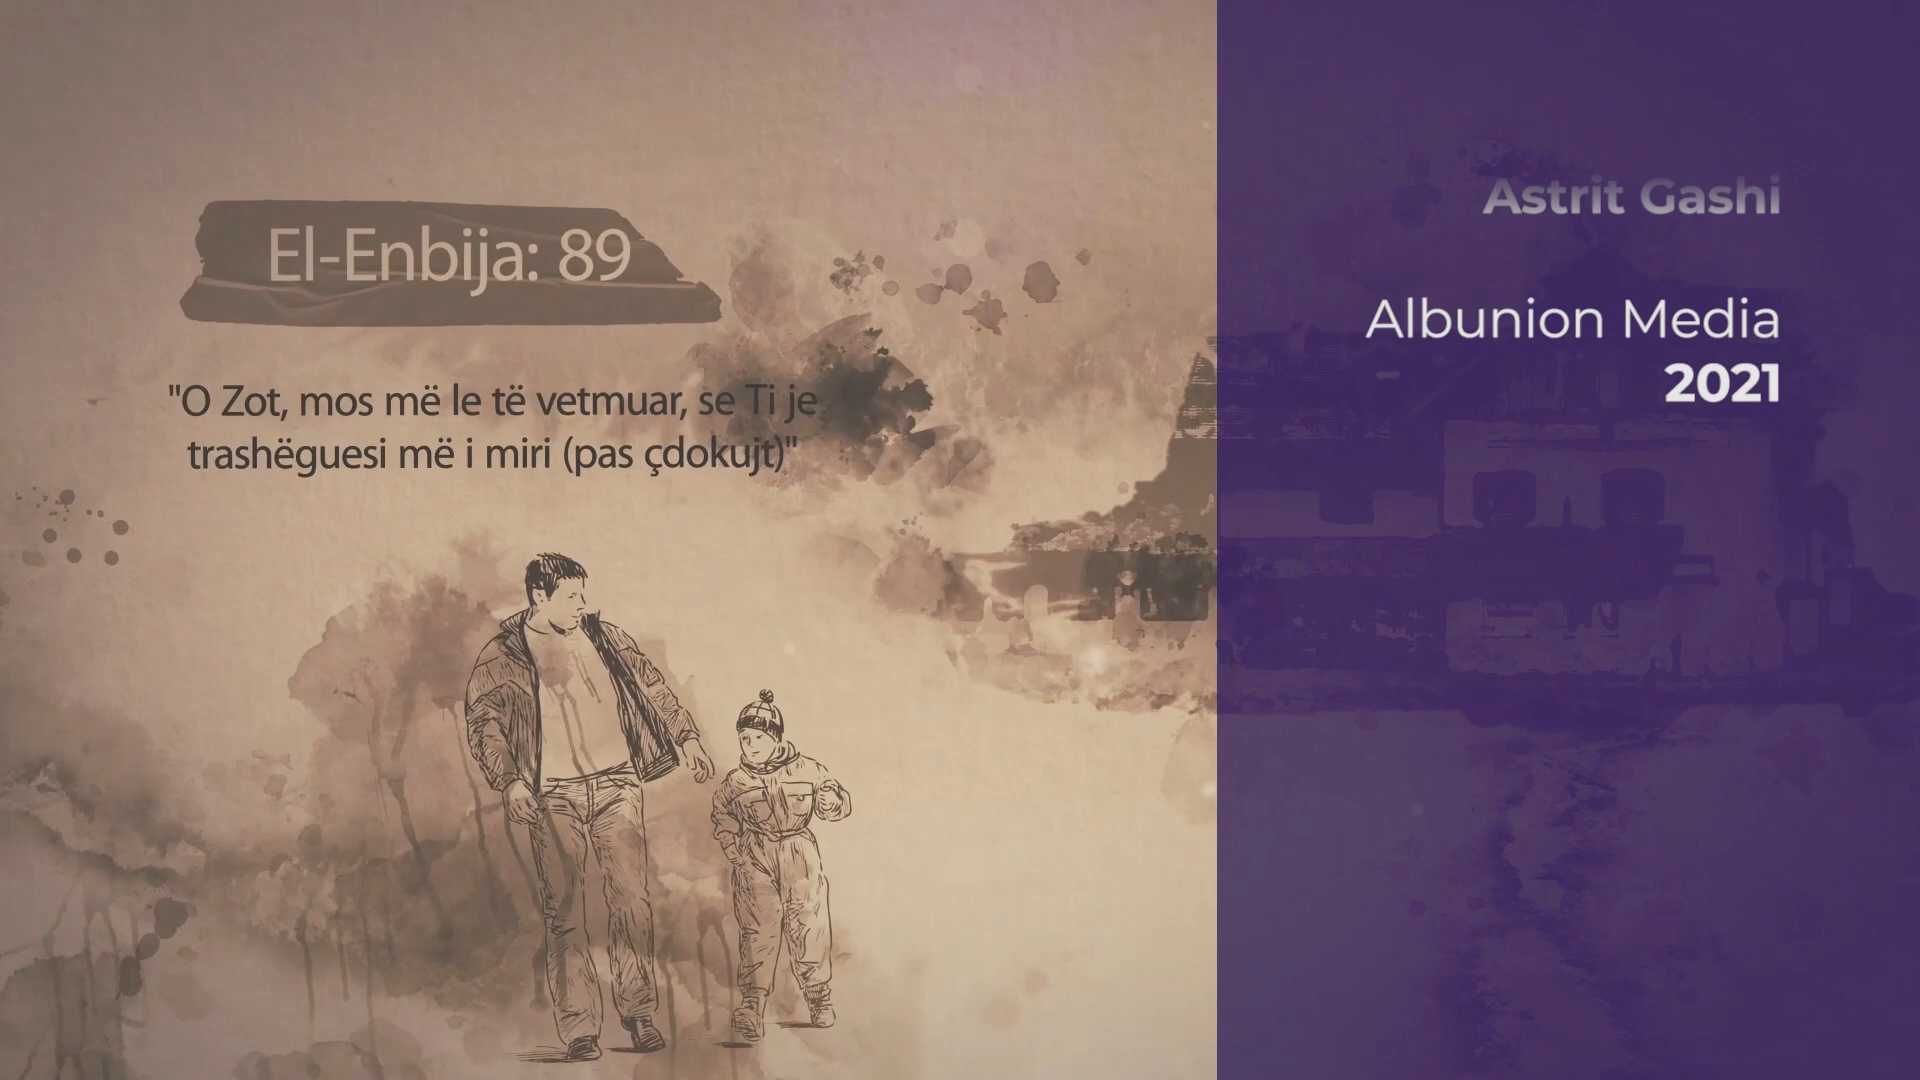 El-Enbija: 89
"O Zot, mos më le të vetmuar, se Ti je
trashëguesi më i miri (pas çdokujt)"
Astrit Gashi
Albunion Media
2021